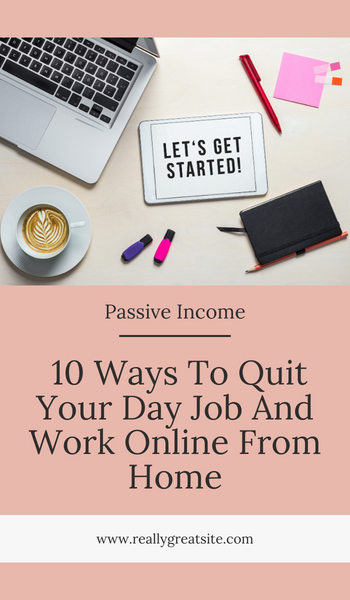 LET'S GET
STARTED!
Passive Income
10 Ways To Quit
Your Day Job And
Work Online From
Home
www.reallygreatsite.com